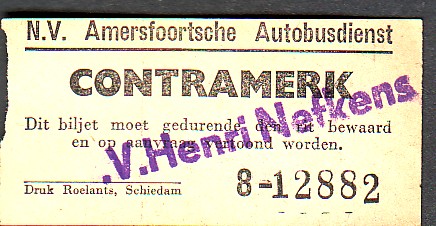 N.V. Amersfoortsche Autobusdienst
CONTRAMERK
.V. Henri Nefkens
Dit biljet moet gedurende den rit bewaard
en op aanvraag vertoond worden.
Druk Roelants, Schiedam
8-12882